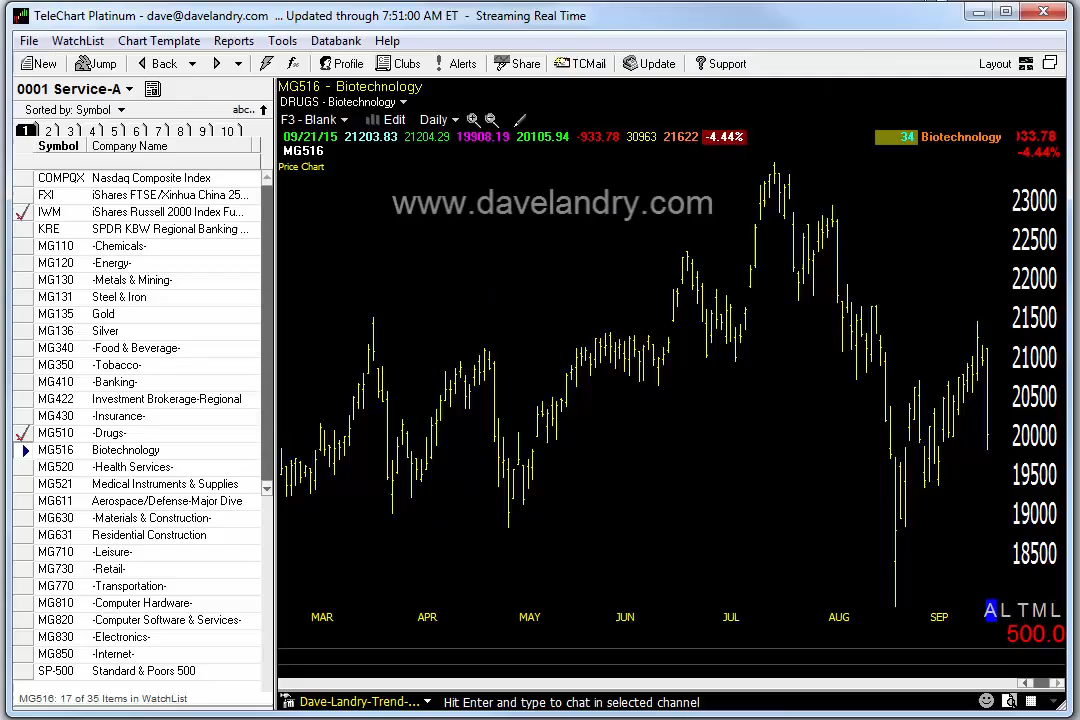 TeleChart Platinum - dave@davelandry.com ... Updated through 7:51:00 AM ET - Streaming Real Time
File WatchList Chart Template Reports Tools Databank Help
New Jump Back Profile Clubs Alerts Share TCMail Update Support Layout
0001 Service-A
Sorted by: Symbol abc..
1 2 3 4 5 6 7 8 9 10
Symbol Company Name
COMPQX Nasdaq Composite Index
FXI iShares FTSE/Xinhua China 25...
IWM iShares Russell 2000 Index Fu...
KRE SPDR KBW Regional Banking ...
MG110 -Chemicals-
MG120 -Energy-
MG130 -Metals & Mining-
MG131 Steel & Iron
MG135 Gold
MG136 Silver
MG340 -Food & Beverage-
MG350 -Tobacco-
MG410 -Banking-
MG422 Investment Brokerage-Regional
MG430 -Insurance-
MG510 -Drugs-
MG516 Biotechnology
MG520 -Health Services-
MG521 Medical Instruments & Supplies
MG611 Aerospace/Defense-Major Dive
MG630 -Materials & Construction-
MG631 Residential Construction
MG710 -Leisure-
MG730 -Retail-
MG770 -Transportation-
MG810 -Computer Hardware-
MG820 -Computer Software & Services-
MG830 -Electronics-
MG850 -Internet-
SP-500 Standard & Poors 500
MG516: 17 of 35 Items in WatchList
MG516 - Biotechnology
DRUGS - Biotechnology
F3 - Blank Edit Daily
09/21/15 21203.83 21204.29 19908.19 20105.94 -933.78 30963 21622 -4.44%
34 Biotechnology
933.78
-4.44%
MG516
Price Chart
www.davelandry.com
23000
22500
22000
21500
21000
20500
20000
19500
19000
18500
MAR APR MAY JUN JUL AUG SEP
A L T M L
500.0
Dave-Landry-Trend-... Hit Enter and type to chat in selected channel